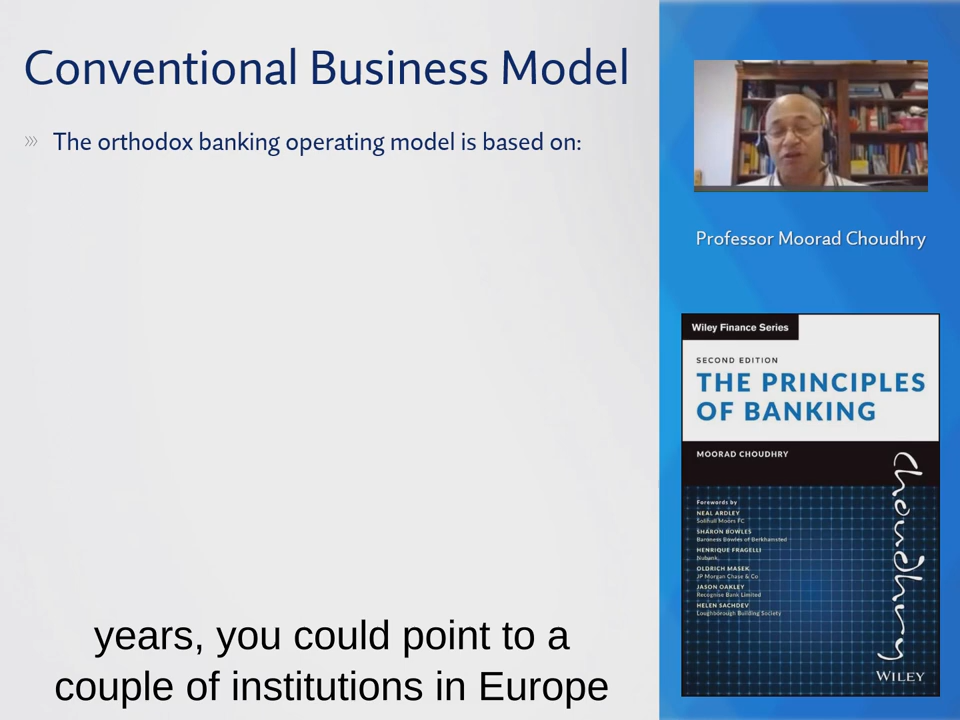 Conventional Business Model
The orthodox banking operating model is based on:
years, you could point to a
couple of institutions in Europe
Professor Moorad Choudhry
Wiley Finance Series
SECOND EDITION
THE PRINCIPLES
OF BANKING
MOORAD CHOUDHRY
choudhry
Forewords by
NEAL ARDLEY
Solihull Moors FC
SHARON BOWLES
Baroness Bowles of Berkhamsted
HENRIQUE FRAGELLI
Nubank,
OLDRICH MASEK
JP Morgan Chase & Co
JASON OAKLEY
Recognise Bank Limited
HELEN SACHDEV
Loughborough Building Society
WILEY